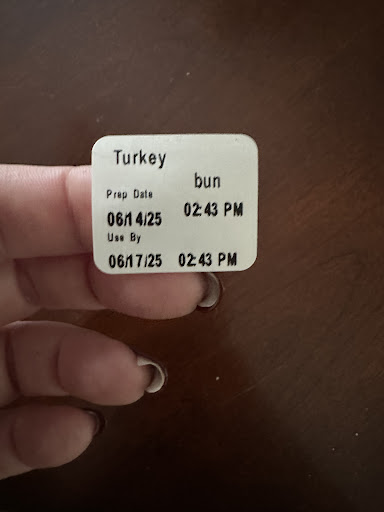 Turkey
bun
Prep Date
06/14/25 02:43 PM
Use By
06/17/25 02:43 PM